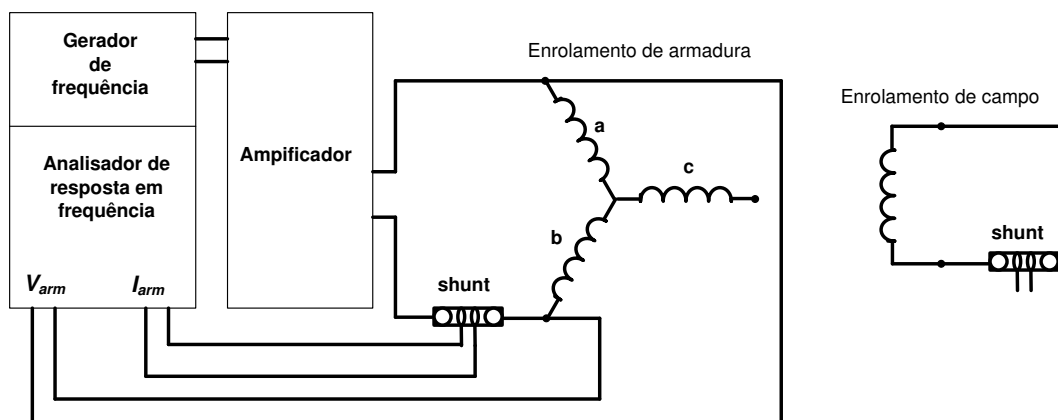 Gerador
de
frequência
Analisador de
resposta em
frequência
V_arm
I_arm
Ampificador
Enrolamento de armadura
a
b
c
shunt
Enrolamento de campo
shunt